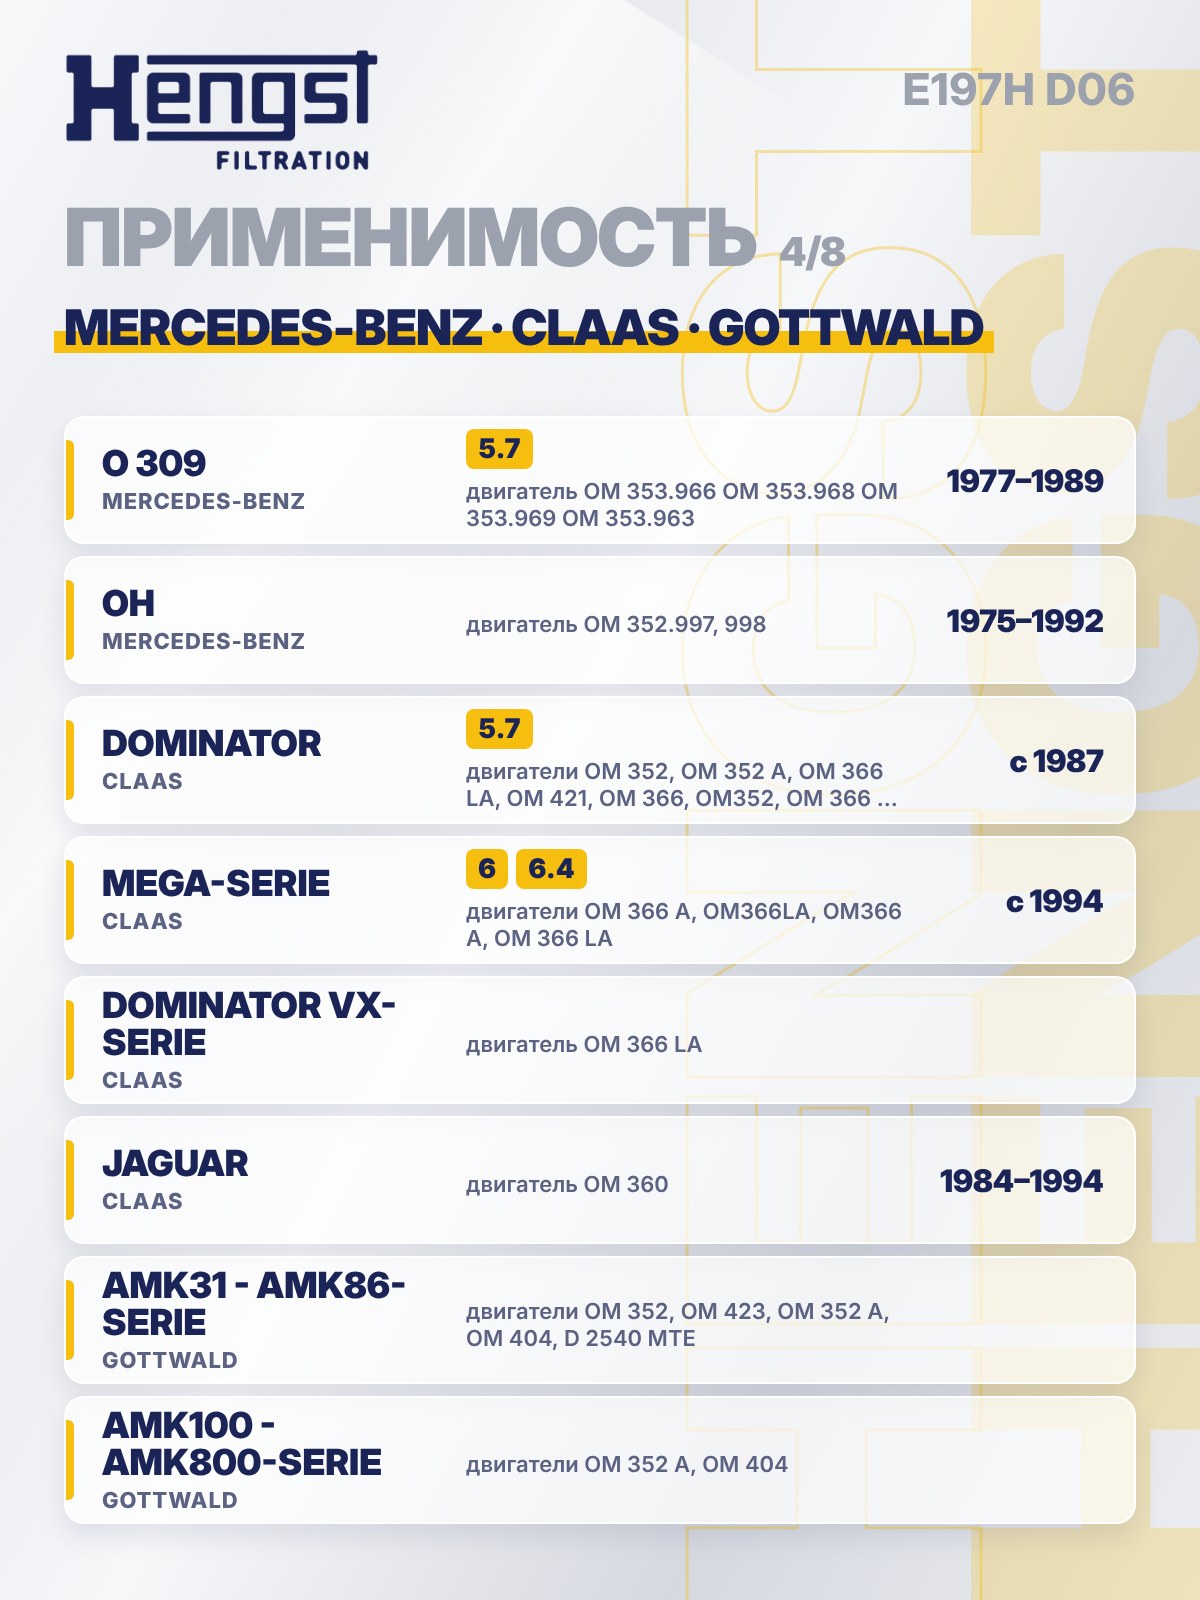 Hengst
FILTRATION
E197H D06
ПРИМЕНИМОСТЬ 4/8
MERCEDES-BENZ · CLAAS · GOTTWALD
O 309
MERCEDES-BENZ
5.7
двигатель OM 353.966 OM 353.968 OM
353.969 OM 353.963
1977–1989
OH
MERCEDES-BENZ
двигатель OM 352.997, 998
1975–1992
DOMINATOR
CLAAS
5.7
двигатели OM 352, OM 352 A, OM 366
LA, OM 421, OM 366, OM352, OM 366 ...
с 1987
MEGA-SERIE
CLAAS
6 6.4
двигатели OM 366 A, OM366LA, OM366
A, OM 366 LA
с 1994
DOMINATOR VX-
SERIE
CLAAS
двигатель OM 366 LA
JAGUAR
CLAAS
двигатель OM 360
1984–1994
AMK31 - AMK86-
SERIE
GOTTWALD
двигатели OM 352, OM 423, OM 352 A,
OM 404, D 2540 MTE
AMK100 -
AMK800-SERIE
GOTTWALD
двигатели OM 352 A, OM 404
HENGST
HENGST